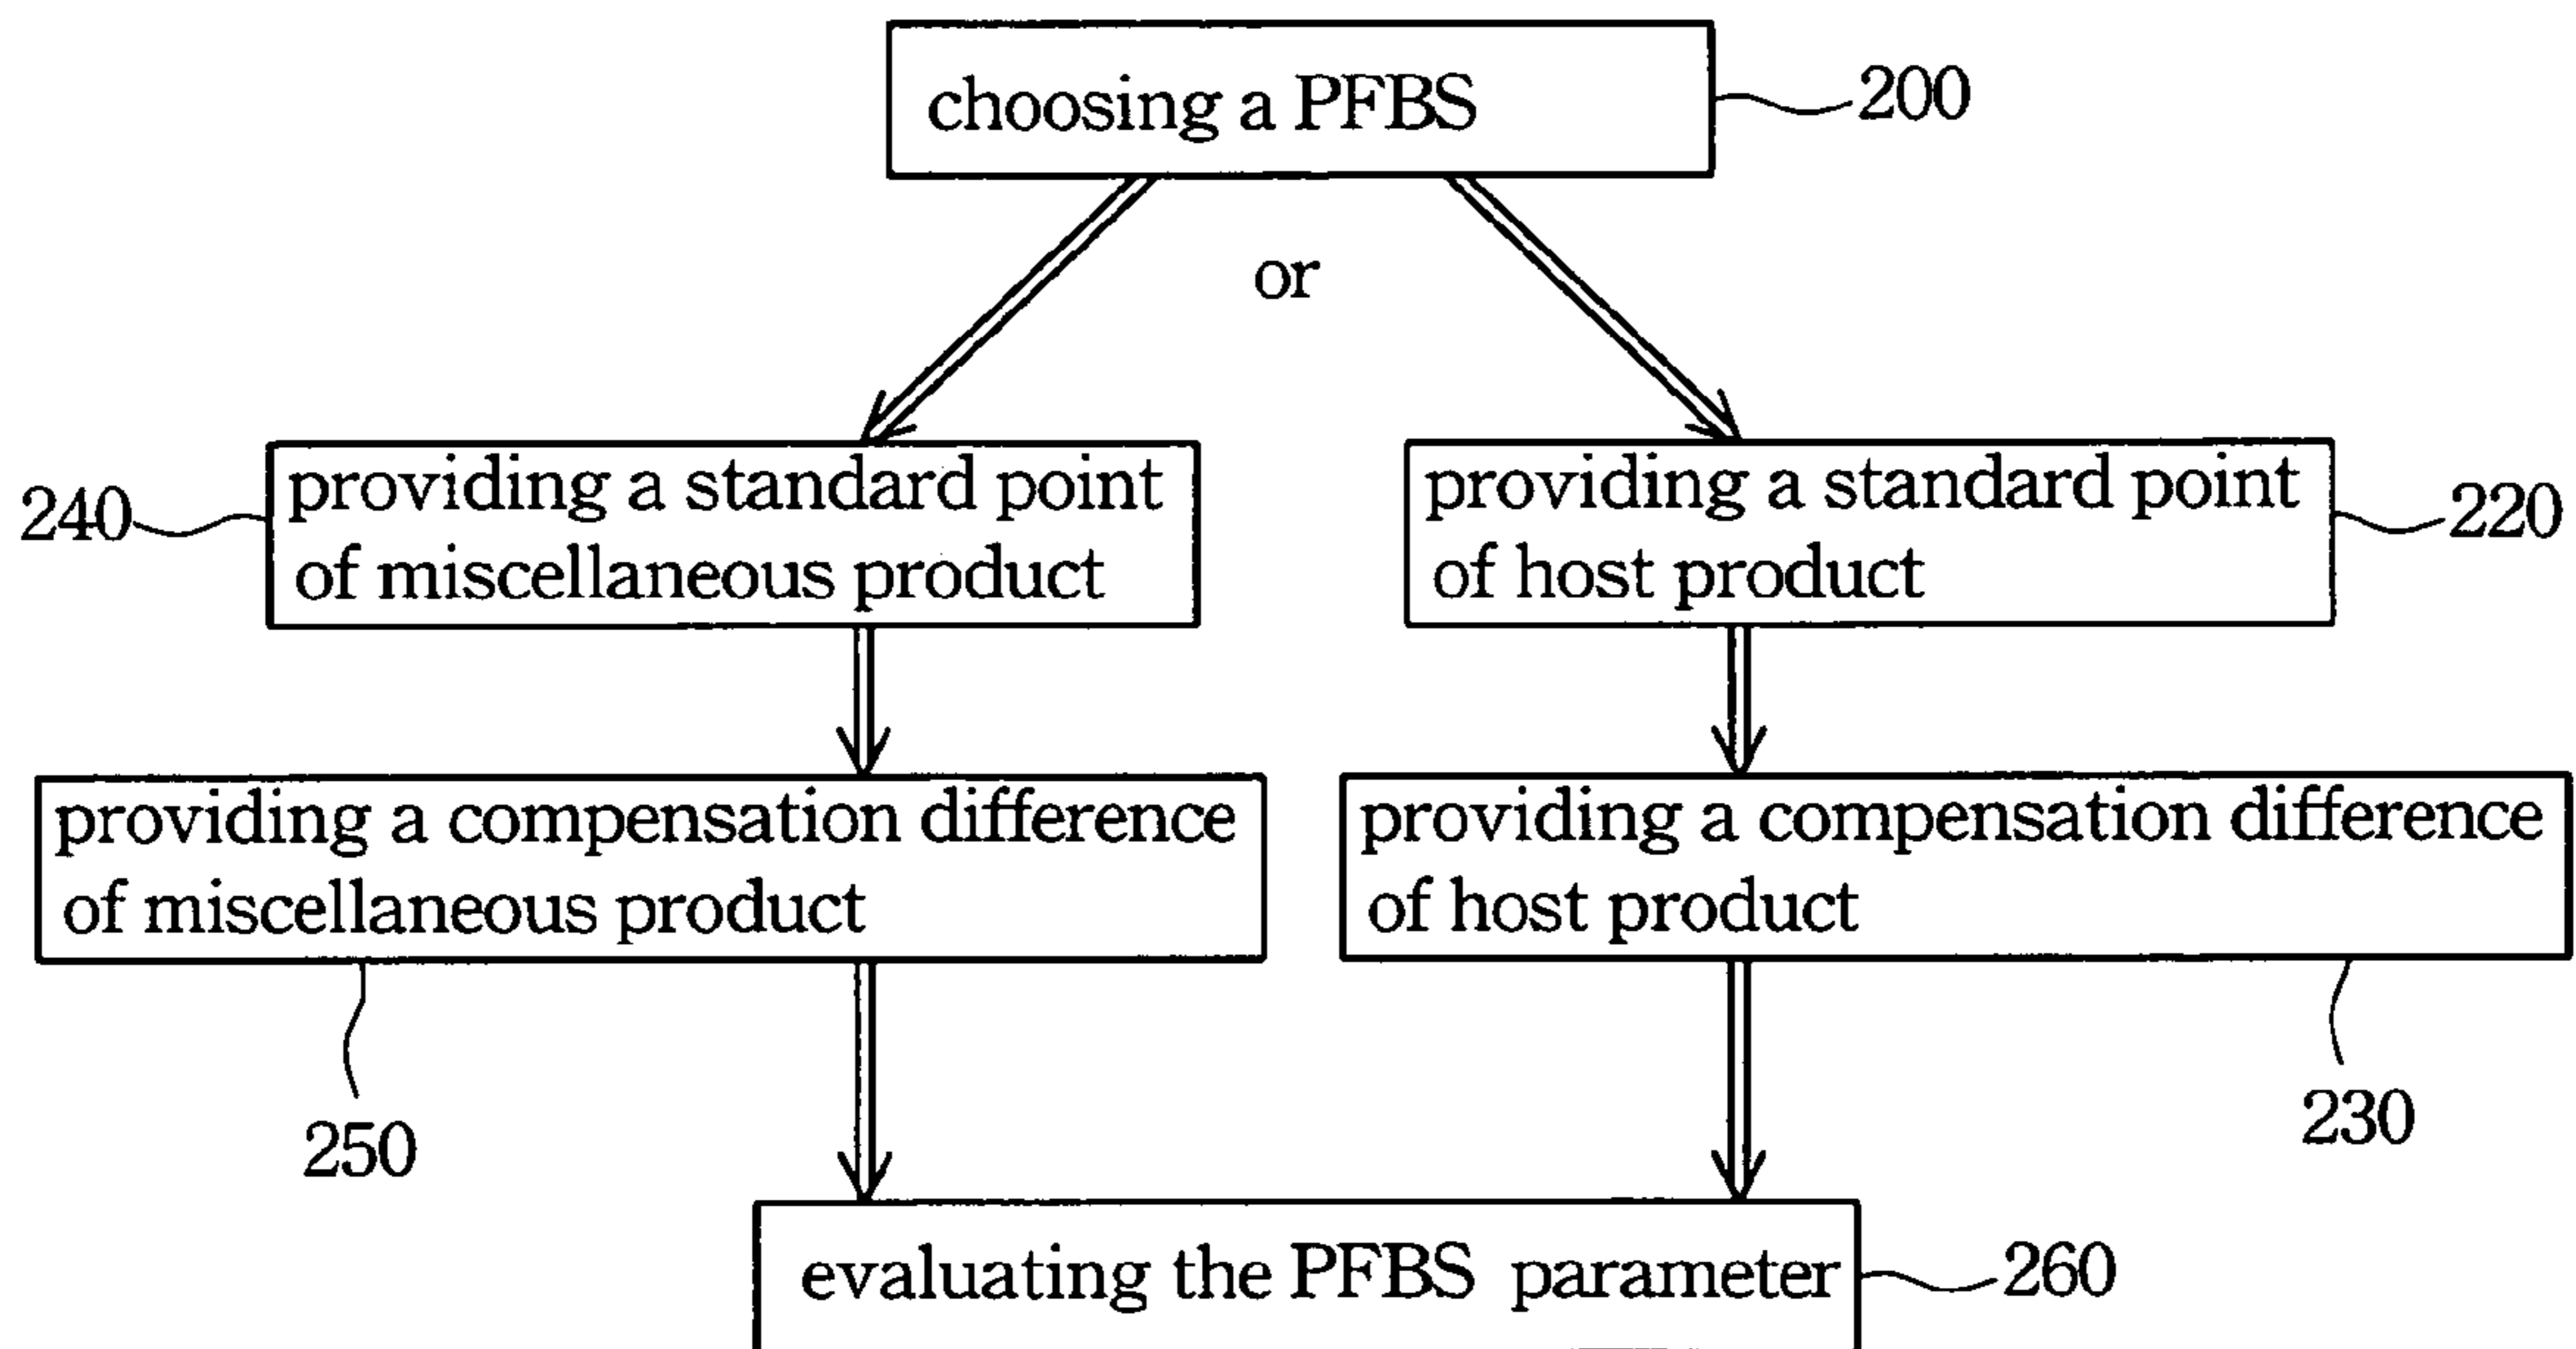 choosing a PFBS
200
or
240
providing a standard point
of miscellaneous product
providing a standard point
of host product
220
providing a compensation difference
of miscellaneous product
providing a compensation difference
of host product
250
230
evaluating the PFBS parameter
260